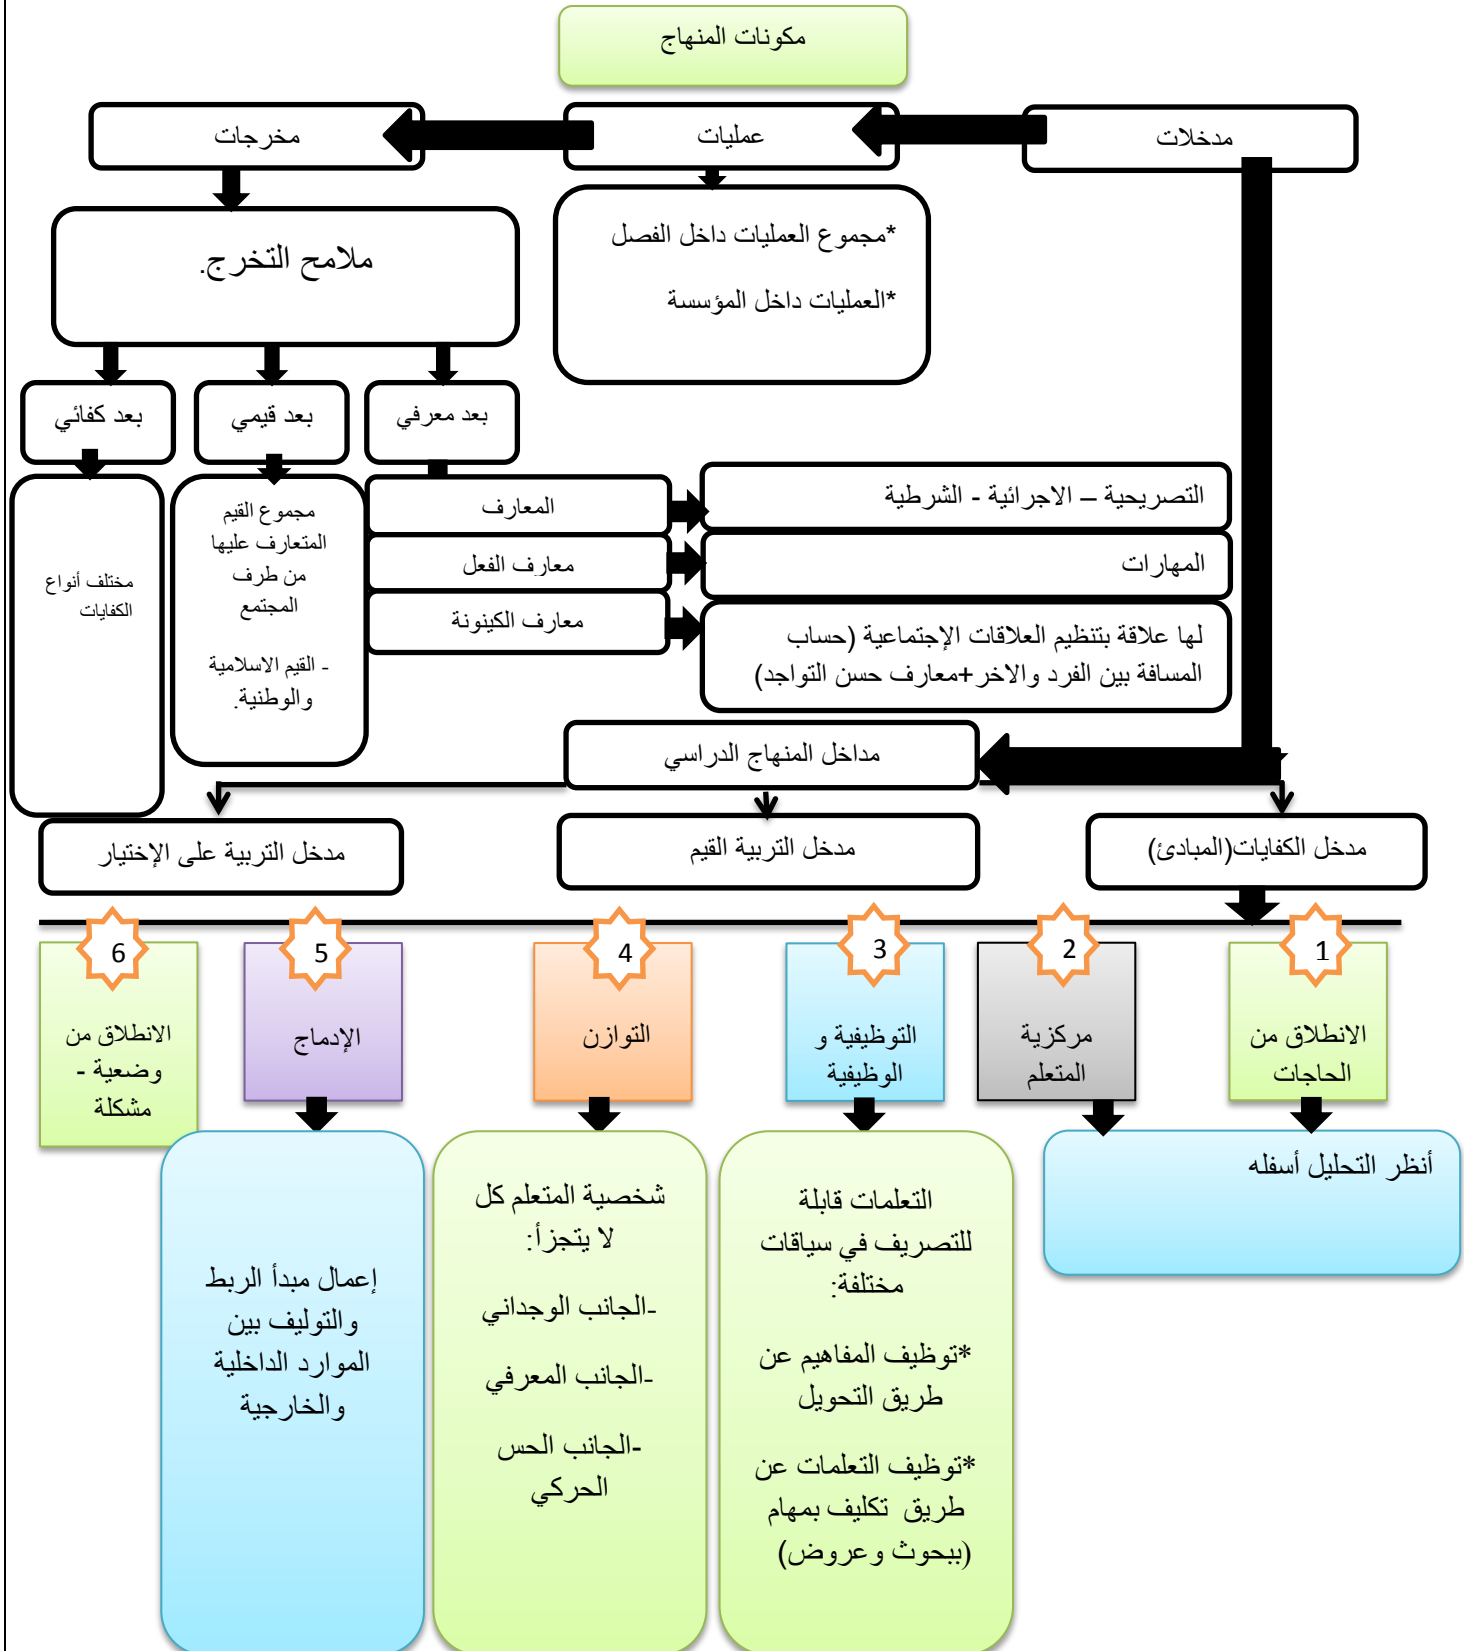 مكونات المنهاج
مدخلات
عمليات
مخرجات
*مجموع العمليات داخل الفصل
*العمليات داخل المؤسسة
ملامح التخرج.
بعد معرفي
بعد قيمي
بعد كفائي
المعارف
التصريحية – الاجرائية - الشرطية
معارف الفعل
المهارات
معارف الكينونة
لها علاقة بتنظيم العلاقات الإجتماعية (حساب
المسافة بين الفرد والاخر+معارف حسن التواجد)
مجموع القيم
المتعارف عليها
من طرف
المجتمع
- القيم الاسلامية
والوطنية.
مختلف أنواع
الكفايات
مداخل المنهاج الدراسي
مدخل الكفايات(المبادئ)
مدخل التربية القيم
مدخل التربية على الإختيار
1
الانطلاق من
الحاجات
2
مركزية
المتعلم
3
التوظيفية و
الوظيفية
4
التوازن
5
الإدماج
6
الانطلاق من
وضعية -
مشكلة
أنظر التحليل أسفله
التعلمات قابلة
للتصريف في سياقات
مختلفة:
*توظيف المفاهيم عن
طريق التحويل
*توظيف التعلمات عن
طريق تكليف بمهام
(ببحوث وعروض)
شخصية المتعلم كل
لا يتجزأ:
-الجانب الوجداني
-الجانب المعرفي
-الجانب الحس
الحركي
إعمال مبدأ الربط
والتوليف بين
الموارد الداخلية
والخارجية